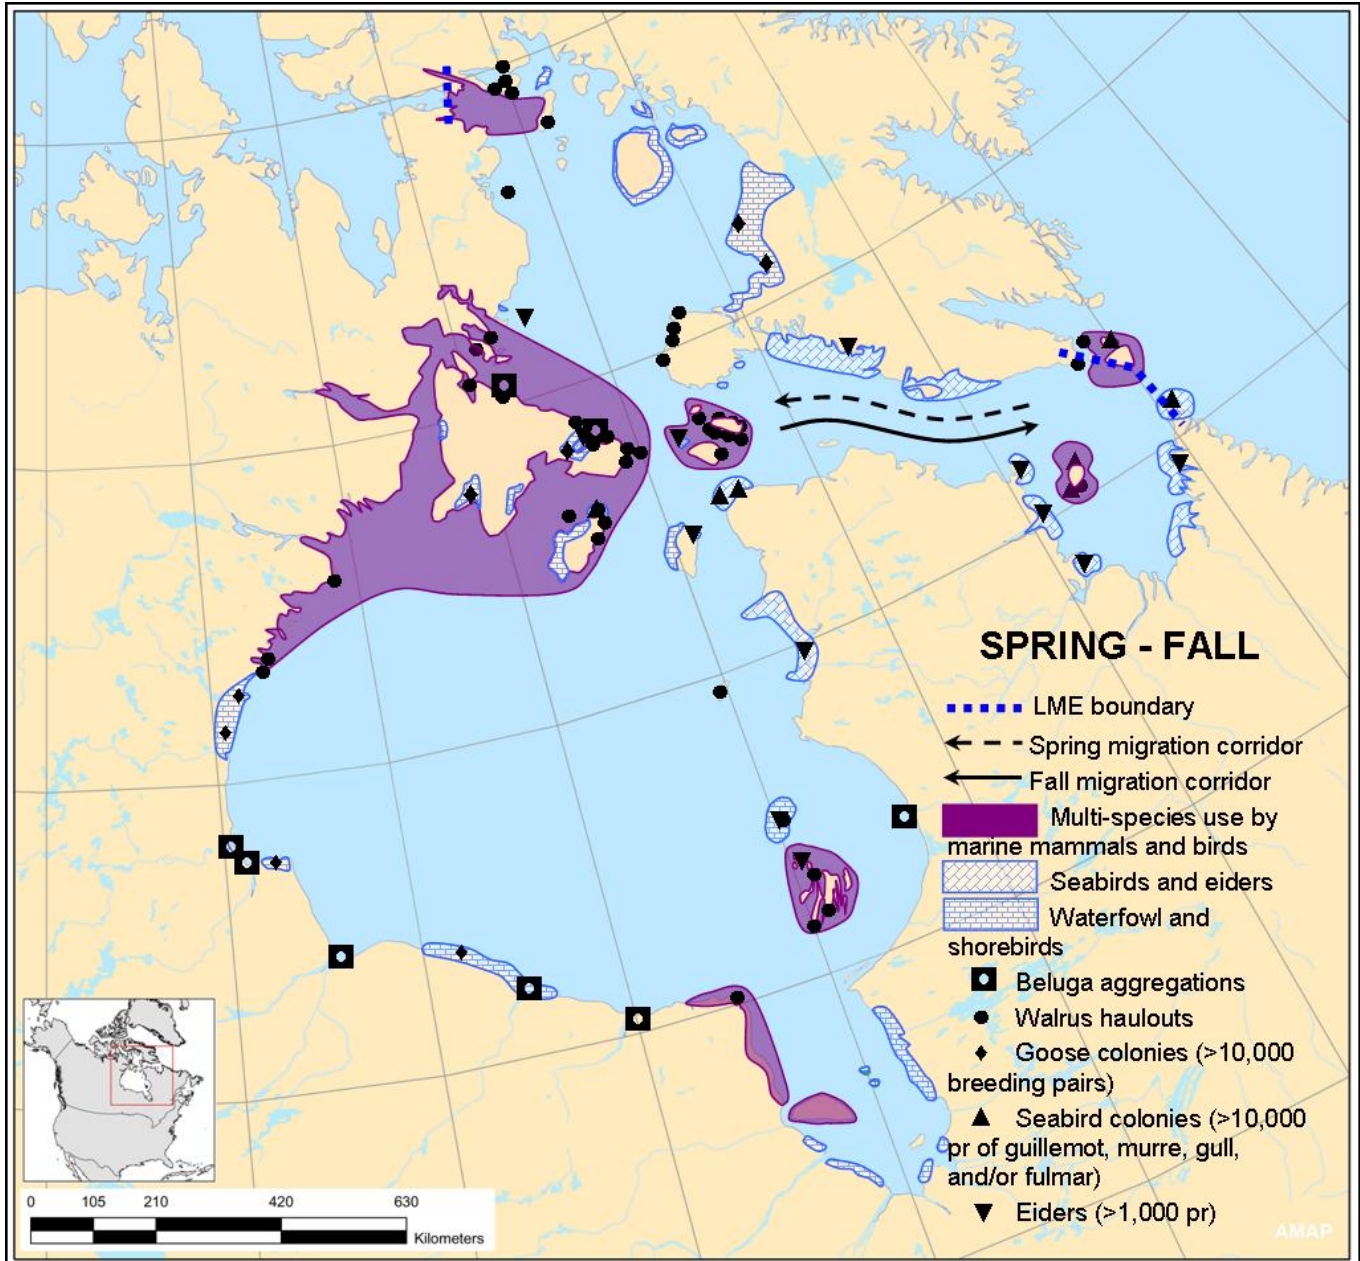 SPRING - FALL
LME boundary
Spring migration corridor
Fall migration corridor
Multi-species use by
marine mammals and birds
Seabirds and eiders
Waterfowl and
shorebirds
Beluga aggregations
Walrus haulouts
Goose colonies (>10,000
breeding pairs)
Seabird colonies (>10,000
pr of guillemot, murre, gull,
and/or fulmar)
Eiders (>1,000 pr)
0 105 210 420 630
Kilometers
AMAP